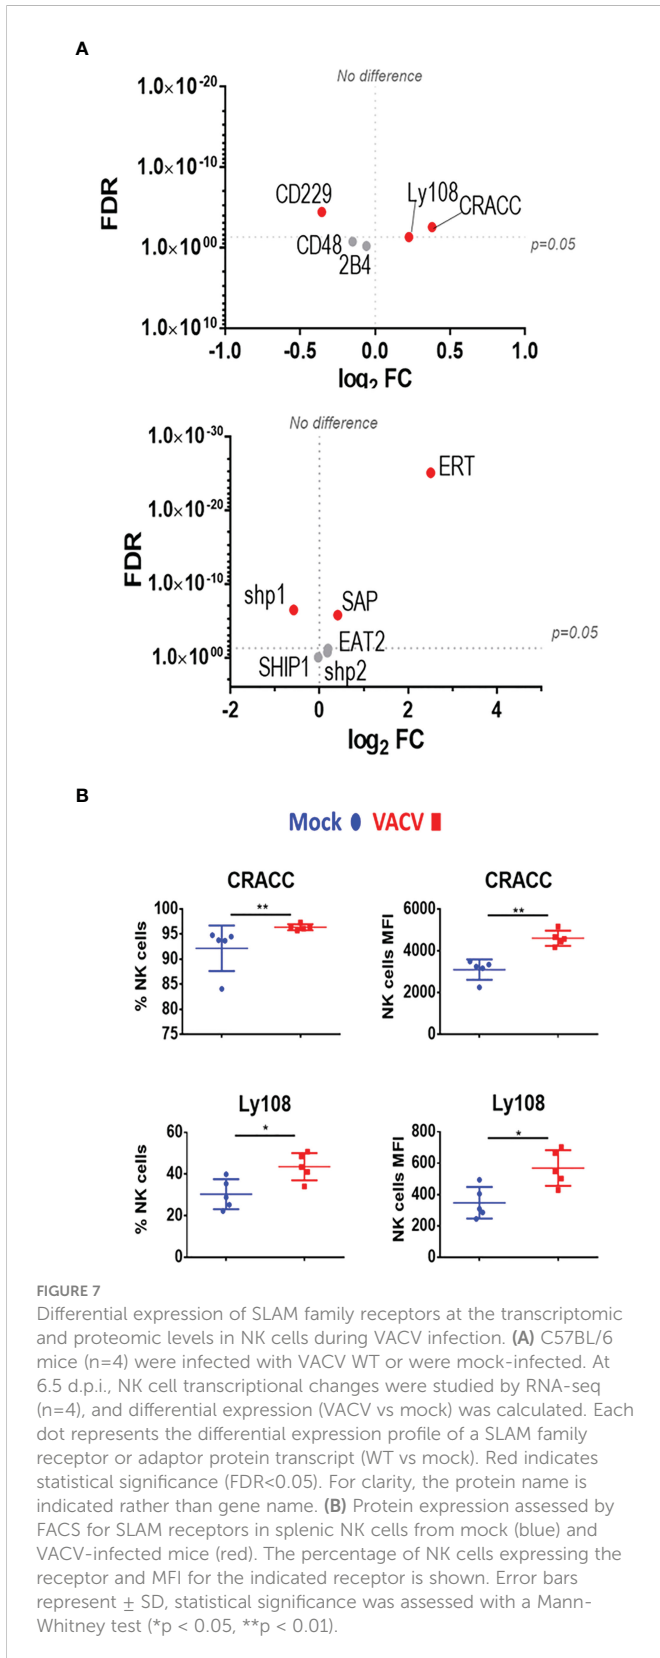 A
No difference
1.0×10-20
1.0×10-10
1.0×1000
1.0×1010
FDR
CD229
Ly108
CRACC
CD48
2B4
p=0.05
-1.0
-0.5
0.0
0.5
1.0
log2 FC
No difference
1.0×10-30
1.0×10-20
1.0×10-10
1.0×1000
FDR
ERT
shp1
SAP
EAT2
SHIP1
shp2
p=0.05
-2
0
2
4
log2 FC
B
Mock VACV
CRACC
100
95
90
85
80
75
% NK cells
**
CRACC
6000
4000
2000
0
NK cells MFI
**
Ly108
60
40
20
0
% NK cells
*
Ly108
800
600
400
200
0
NK cells MFI
*
FIGURE 7
Differential expression of SLAM family receptors at the transcriptomic
and proteomic levels in NK cells during VACV infection. (A) C57BL/6
mice (n=4) were infected with VACV WT or were mock-infected. At
6.5 d.p.i., NK cell transcriptional changes were studied by RNA-seq
(n=4), and differential expression (VACV vs mock) was calculated. Each
dot represents the differential expression profile of a SLAM family
receptor or adaptor protein transcript (WT vs mock). Red indicates
statistical significance (FDR<0.05). For clarity, the protein name is
indicated rather than gene name. (B) Protein expression assessed by
FACS for SLAM receptors in splenic NK cells from mock (blue) and
VACV-infected mice (red). The percentage of NK cells expressing the
receptor and MFI for the indicated receptor is shown. Error bars
represent ± SD, statistical significance was assessed with a Mann-
Whitney test (*p < 0.05, **p < 0.01).